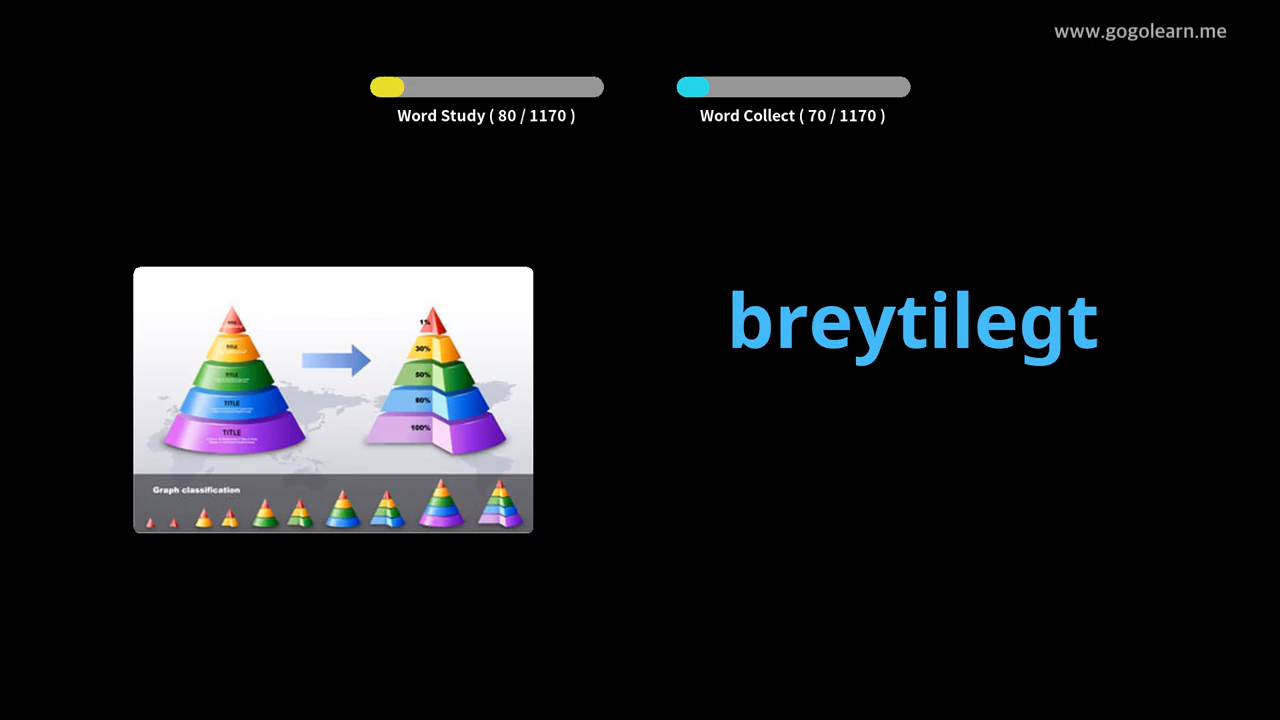 www.gogolearn.me
Word Study ( 80 / 1170 )
Word Collect ( 70 / 1170 )
breytilegt
1%
TITLE
30%
TITLE
50%
TITLE
80%
TITLE
100%
Graph classification